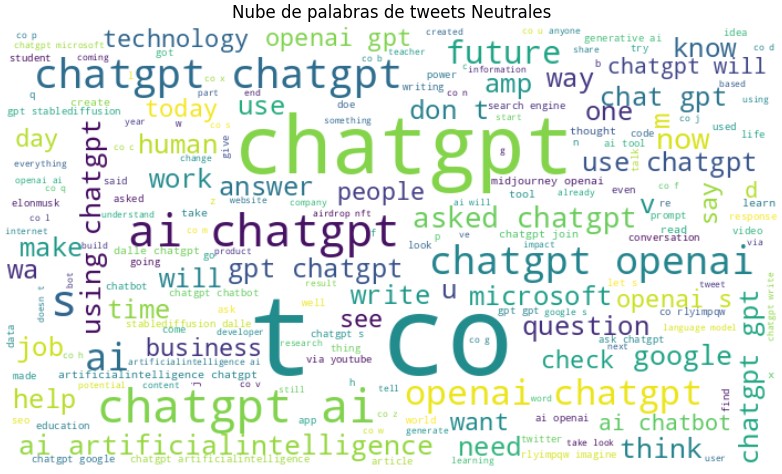 Nube de palabras de tweets Neutrales
co p
technology
openai gpt
co u
anyone
generative ai
idea
chatgpt microsoft
coming
got
co b
teacher
created
future
share
try
know
co d
student
chatgpt chatgpt
power
information
amp
way
b
chatgpt will
q
create
part
end
writing
co n
search engine
based
using
gpt stablediffusion
today
use
doe
don t
start
one
chat gpt
m
co j
year
w
co s
something
thought
code
used
life
day
human
give
chatgpt
n
ai tool
now
everything
co c
change
use chatgpt
talk
openai ai
co q
work
answer
people
midjourney openai
tool
already
even
co f
said
z
website
v
re
say
d
learn
elonmusk
asked
company
ai will
prompt
response
using chatgpt
understand
take
airdrop nft
asked chatgpt
read
video
co l
co m
internet
ai chatgpt
f
conversation
via
make
build
dalle chatgpt
go
product
look
p
ve
chatgpt join
wa
going
chatgpt openai
bot
chatbot
will
gpt chatgpt
impact
let s
tweet
s
chatgpt chatbot
result
write
u
microsoft
openai s
doesn t
time
ask
well
t co
gpt gpt
google s
co rlyimpqw
stablediffusion dalle
see
chatgpt s
question
language model
chatgpt write
job
co h
come
developer
co g
ask chatgpt
next
ai
business
research
thing
check
google
chatgpt gpt
data
artificialintelligence ai
via youtube
x
made
artificialintelligence chatgpt
potential
content
co v
still
h
tell
openai chatgpt
help
chatgpt ai
word
find
seo
education
app
co z
world
want
ai openai
ai chatbot
co w
twitter
take look
ai artificialintelligence
generate
need
think
user
chatgpt google
chatgpt artificialintelligence
article
learning
rlyimpqw imagine